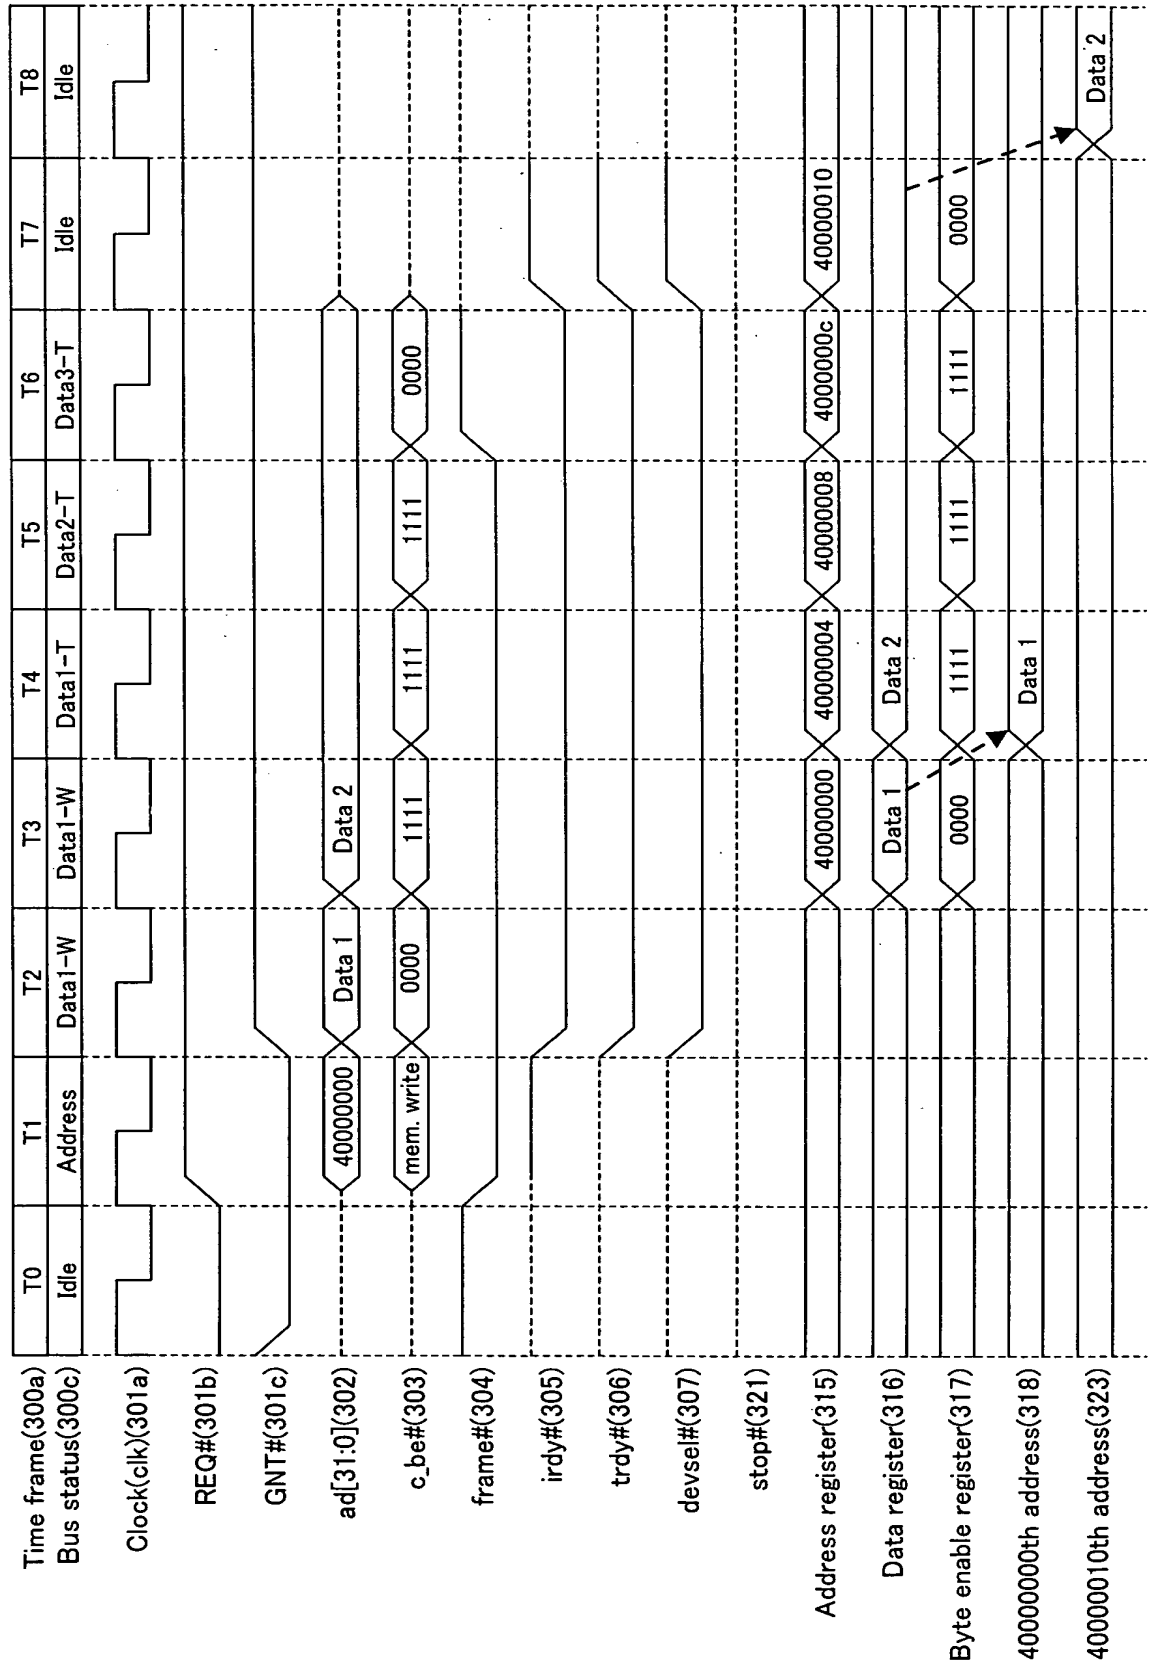 Time frame(300a) T0 T1 T2 T3 T4 T5 T6 T7 T8
Bus status(300c) Idle Address Data1-W Data1-W Data1-T Data2-T Data3-T Idle Idle
Clock(clk)(301a)
REQ#(301b)
GNT#(301c)
ad[31:0](302) 40000000 Data 1 Data 2
c_be#(303) mem. write 0000 1111 1111 1111 0000
frame#(304)
irdy#(305)
trdy#(306)
devsel#(307)
stop#(321)
Address register(315) 40000000 40000004 40000008 4000000c 40000010
Data register(316) Data 1 Data 2
Byte enable register(317) 0000 1111 1111 1111 0000
40000000th address(318) Data 1
40000010th address(323) Data 2